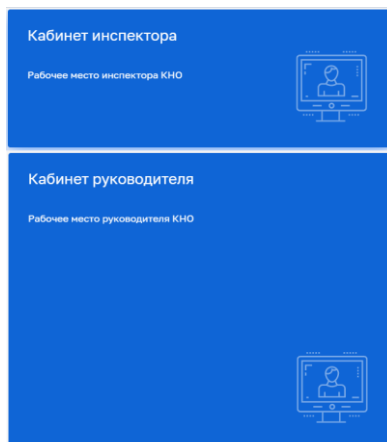 Кабинет инспектора
Рабочее место инспектора КНО
Кабинет руководителя
Рабочее место руководителя КНО